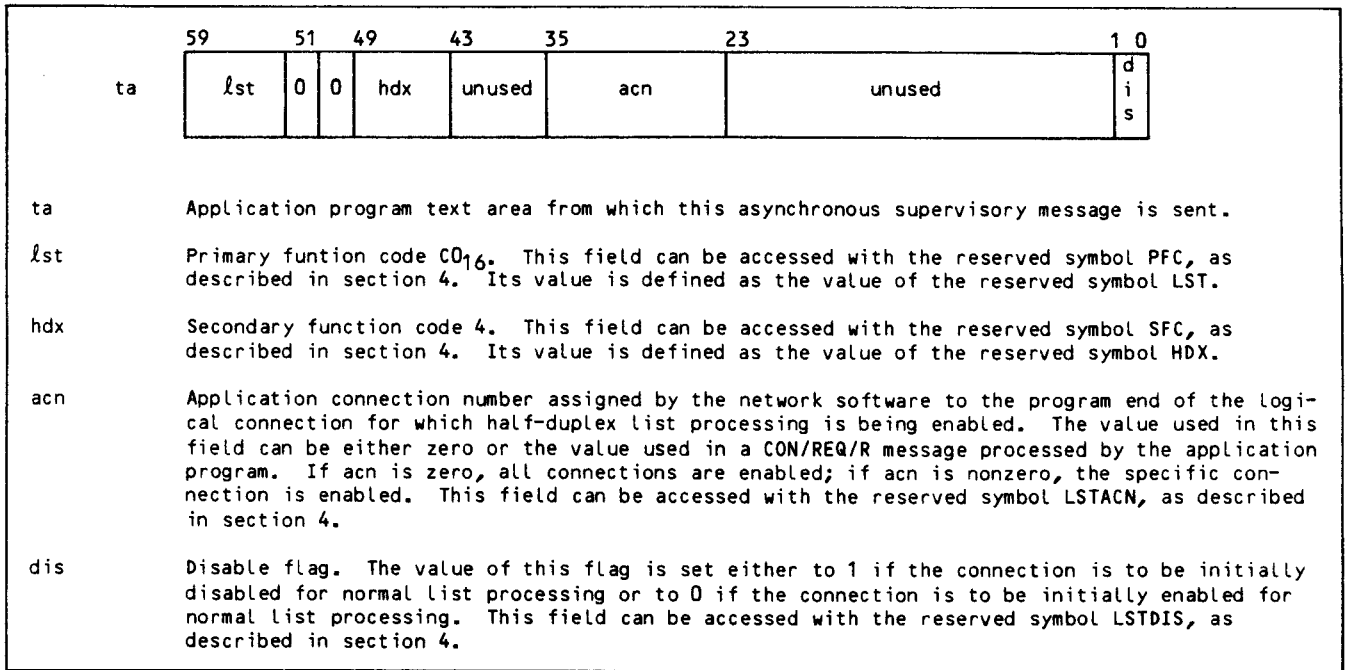 59 51 49 43 35 23 1 0
ta ℓst 0 0 hdx unused acn unused dis
ta Application program text area from which this asynchronous supervisory message is sent.
ℓst Primary funtion code C0₁₆. This field can be accessed with the reserved symbol PFC, as
described in section 4. Its value is defined as the value of the reserved symbol LST.
hdx Secondary function code 4. This field can be accessed with the reserved symbol SFC, as
described in section 4. Its value is defined as the value of the reserved symbol HDX.
acn Application connection number assigned by the network software to the program end of the logi-
cal connection for which half-duplex list processing is being enabled. The value used in this
field can be either zero or the value used in a CON/REQ/R message processed by the application
program. If acn is zero, all connections are enabled; if acn is nonzero, the specific con-
nection is enabled. This field can be accessed with the reserved symbol LSTACN, as described
in section 4.
dis Disable flag. The value of this flag is set either to 1 if the connection is to be initially
disabled for normal list processing or to 0 if the connection is to be initially enabled for
normal list processing. This field can be accessed with the reserved symbol LSTDIS, as
described in section 4.